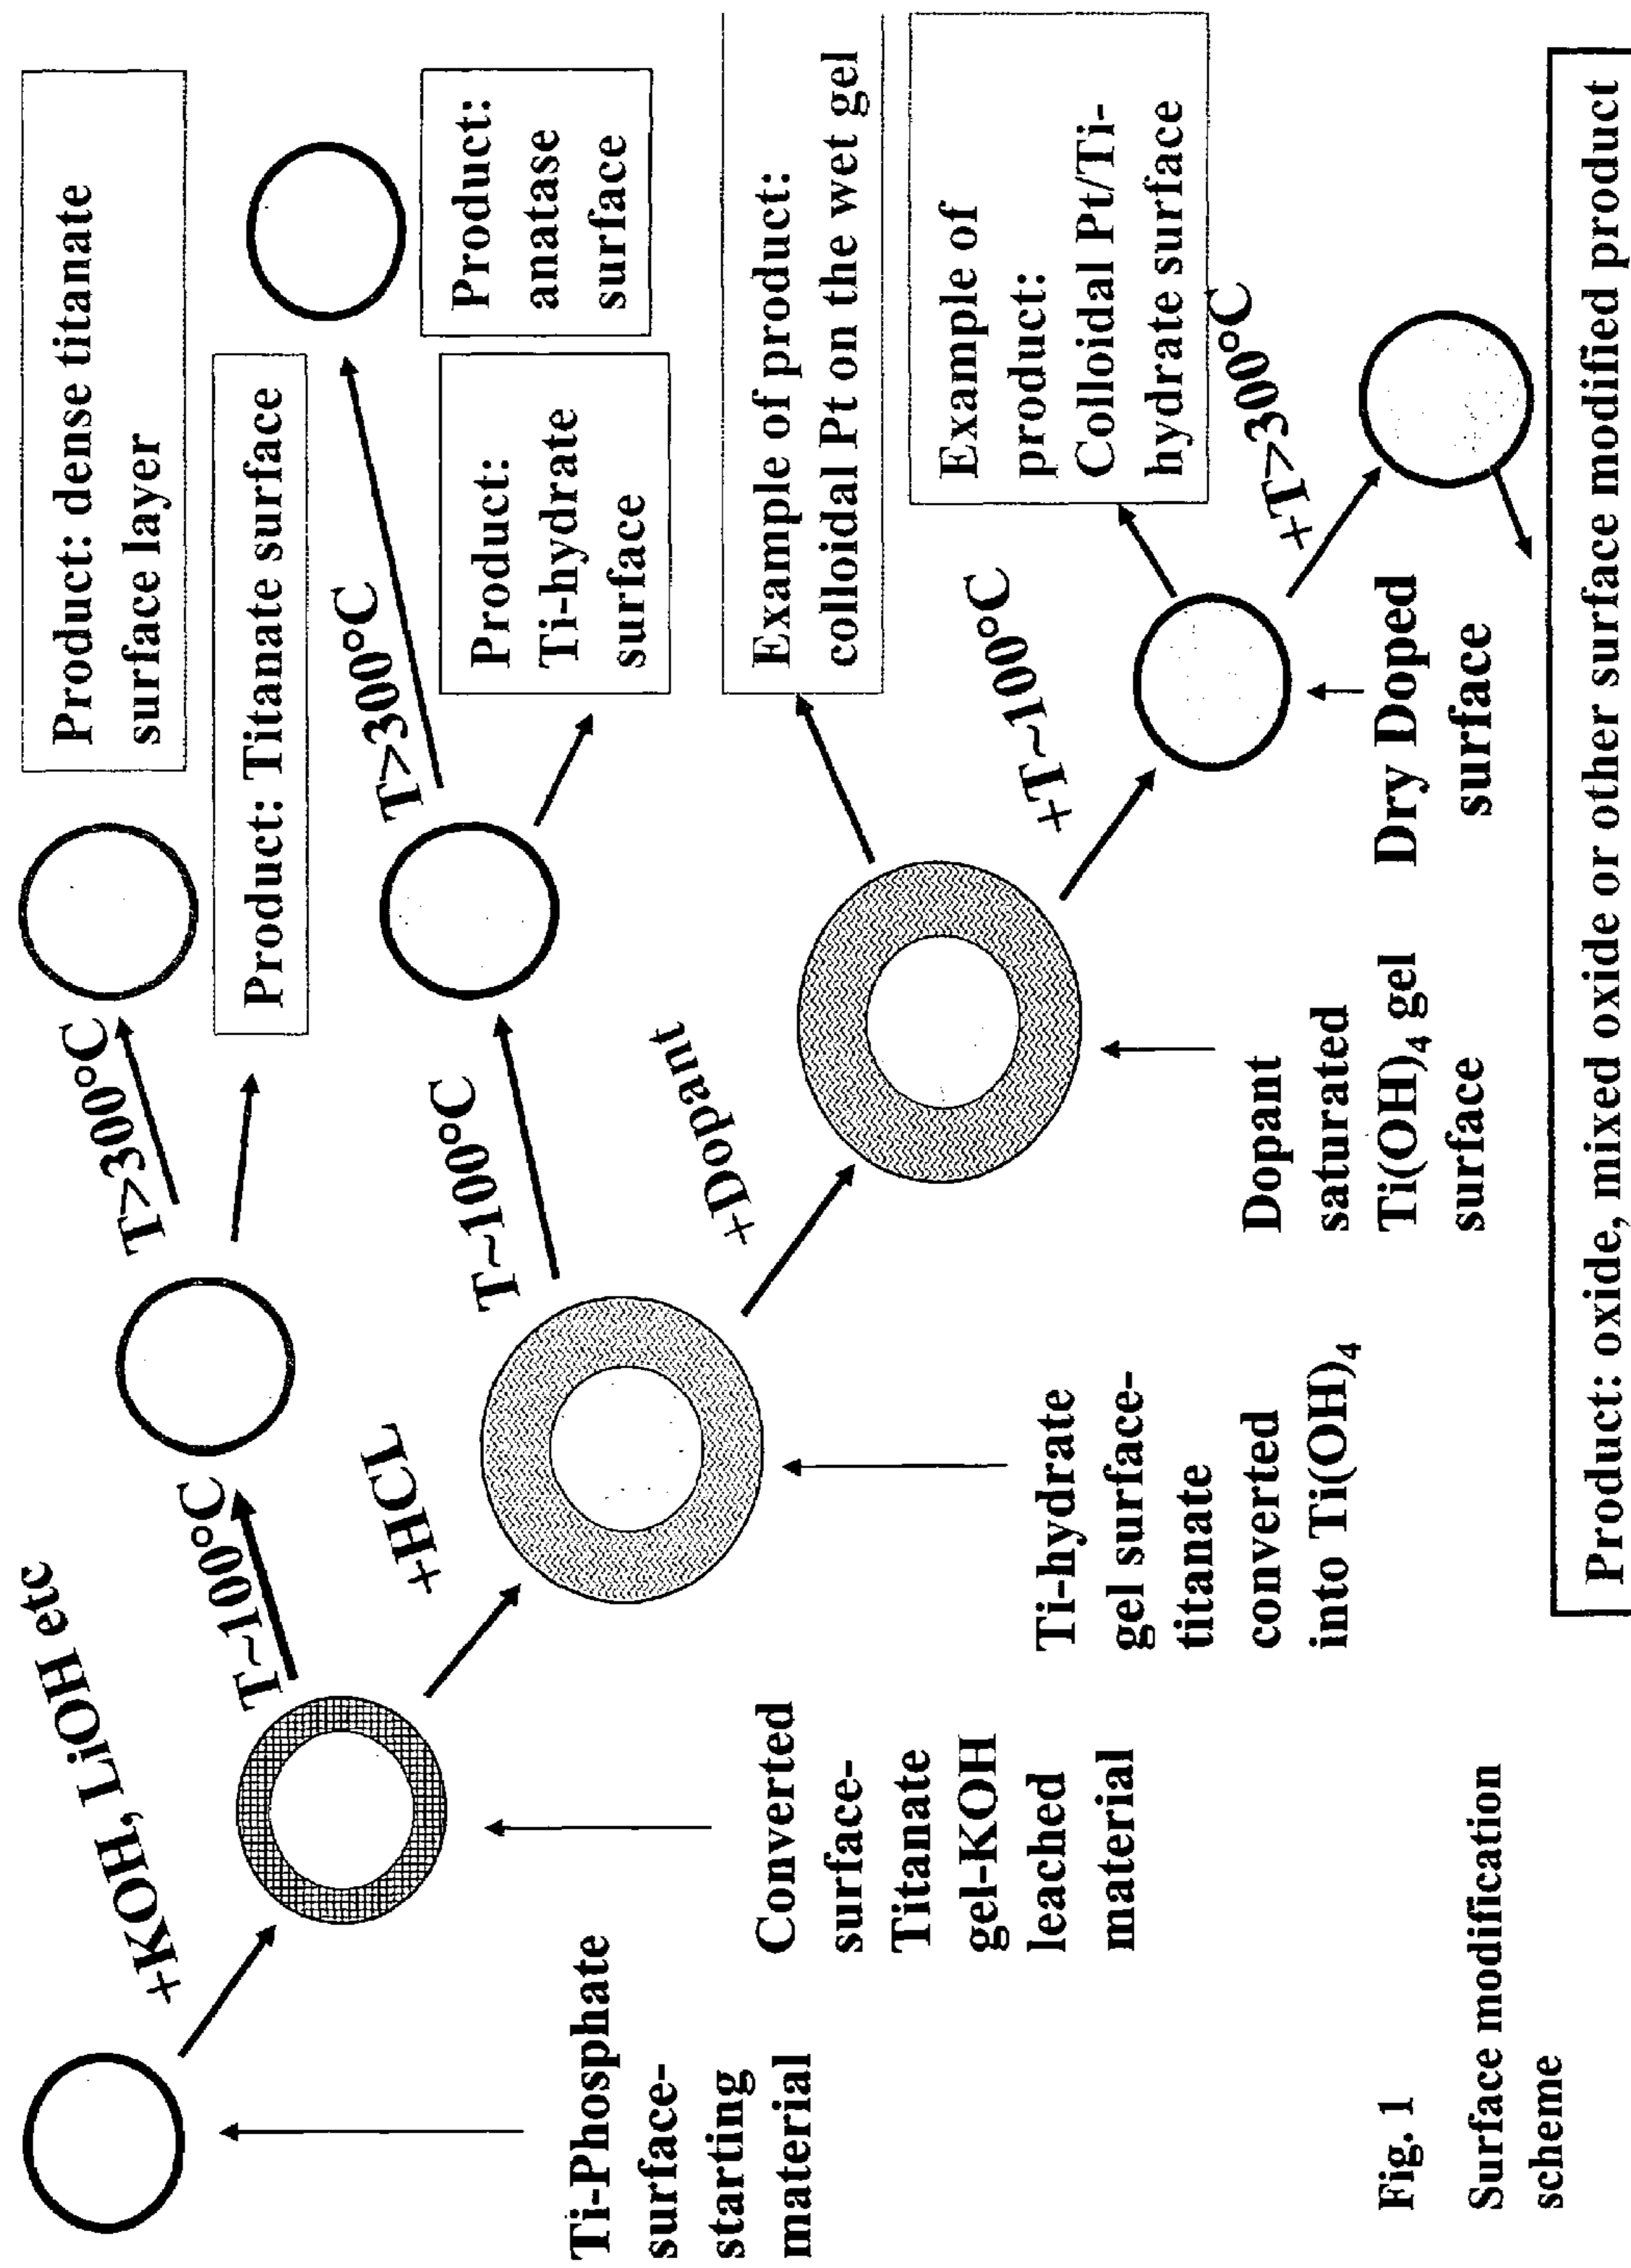 +KOH, LiOH etc
T~100°C
T>300°C
Product: dense titanate
surface layer
Product: Titanate surface
Ti-Phosphate
surface-
starting
material
+HCL
T~100°C
T>300°C
Product:
anatase
surface
Product:
Ti-hydrate
surface
Converted
surface-
Titanate
gel-KOH
leached
material
+Dopant
Example of product:
colloidal Pt on the wet gel
Ti-hydrate
gel surface-
titanate
converted
into Ti(OH)₄
+T~100°C
Example of
product:
Colloidal Pt/Ti-
hydrate surface
Dopant
saturated
Ti(OH)₄ gel
surface
+T>300°C
Dry Doped
surface
Product: oxide, mixed oxide or other surface modified product
Fig. 1
Surface modification
scheme